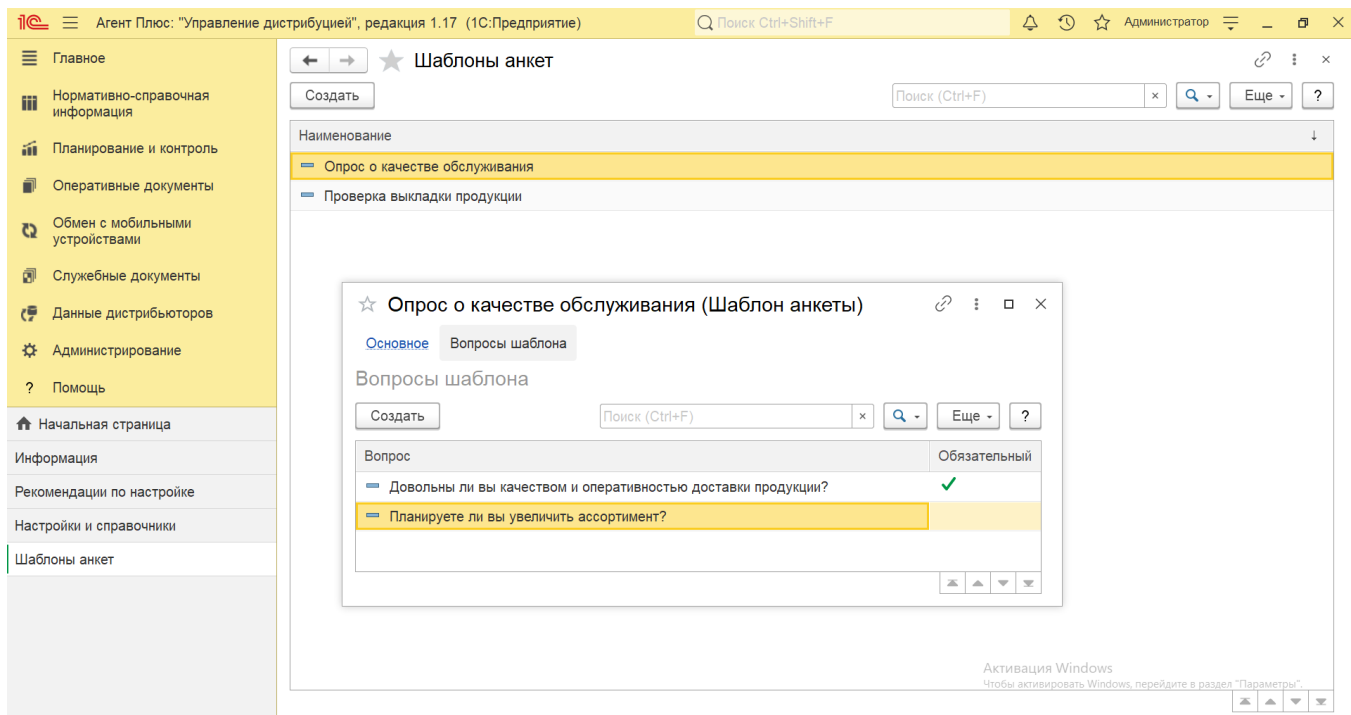 Агент Плюс: "Управление дистрибуцией", редакция 1.17 (1С:Предприятие)
Поиск Ctrl+Shift+F
Администратор
Главное
Нормативно-справочная
информация
Планирование и контроль
Оперативные документы
Обмен с мобильными
устройствами
Служебные документы
Данные дистрибьюторов
Администрирование
? Помощь
Начальная страница
Информация
Рекомендации по настройке
Настройки и справочники
Шаблоны анкет
Шаблоны анкет
Создать
Поиск (Ctrl+F)
×
Еще
?
Наименование ↓
Опрос о качестве обслуживания
Проверка выкладки продукции
Опрос о качестве обслуживания (Шаблон анкеты)
Основное Вопросы шаблона
Вопросы шаблона
Создать
Поиск (Ctrl+F)
×
Еще
?
Вопрос Обязательный
Довольны ли вы качеством и оперативностью доставки продукции?
Планируете ли вы увеличить ассортимент?
Активация Windows
Чтобы активировать Windows, перейдите в раздел "Параметры".